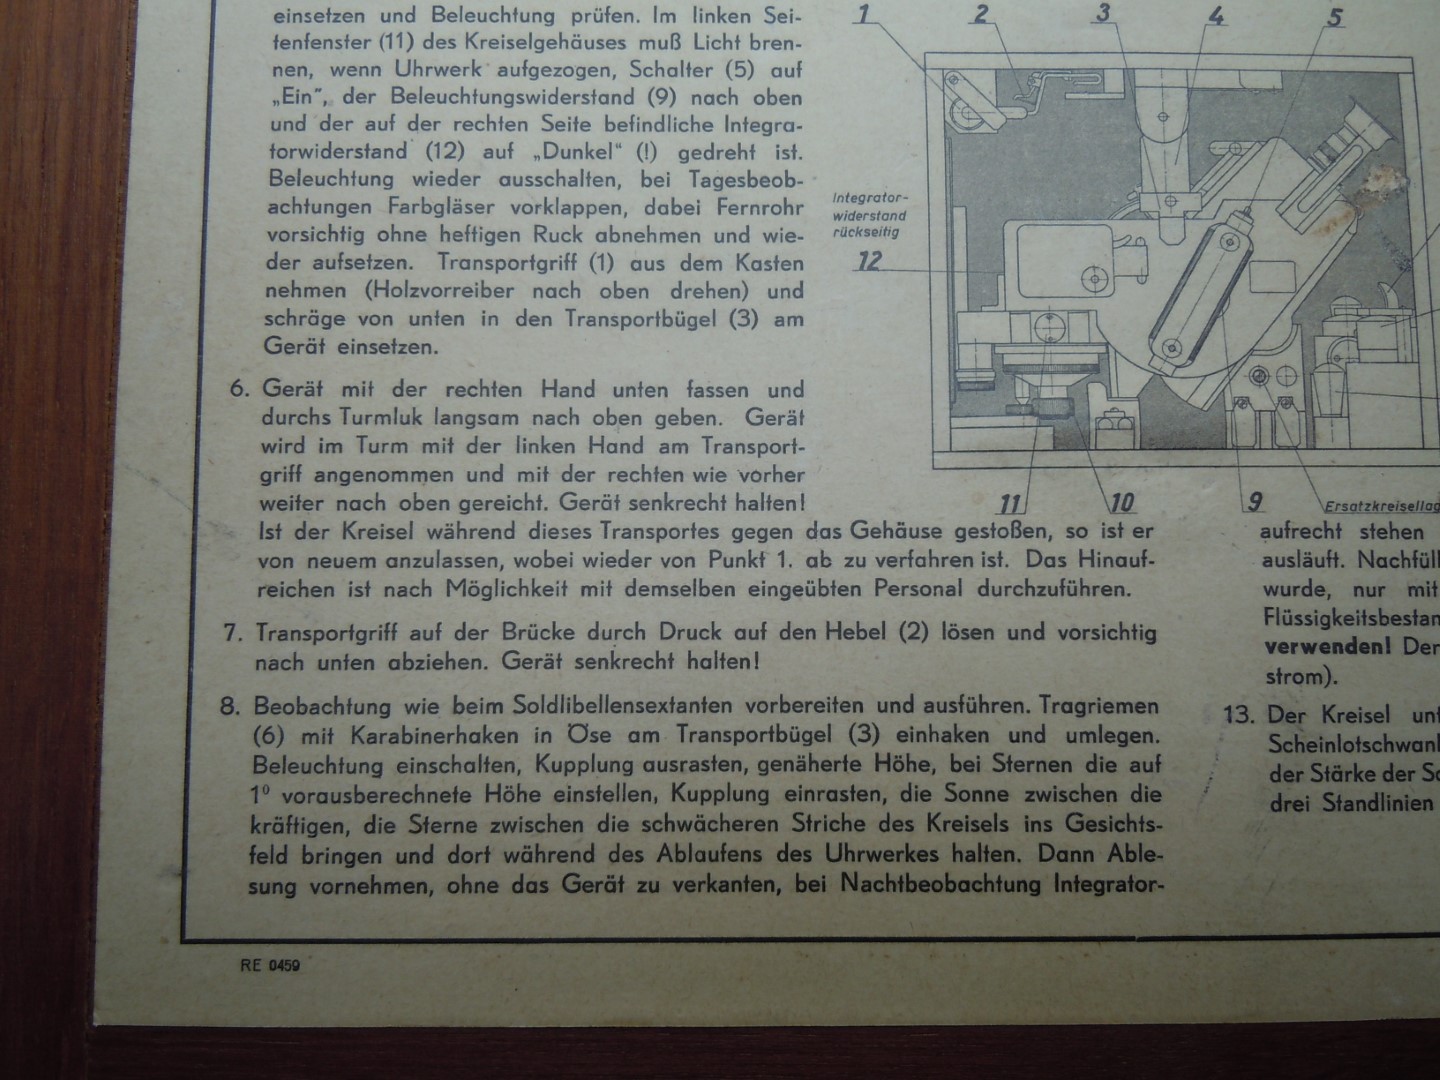 einsetzen und Beleuchtung prüfen. Im linken Sei-
tenfenster (11) des Kreiselgehäuses muß Licht bren-
nen, wenn Uhrwerk aufgezogen, Schalter (5) auf
„Ein“, der Beleuchtungswiderstand (9) nach oben
und der auf der rechten Seite befindliche Integra-
torwiderstand (12) auf „Dunkel“ (!) gedreht ist.
Beleuchtung wieder ausschalten, bei Tagesbeob-
achtungen Farbgläser vorklappen, dabei Fernrohr
vorsichtig ohne heftigen Ruck abnehmen und wie-
der aufsetzen. Transportgriff (1) aus dem Kasten
nehmen (Holzvorreiber nach oben drehen) und
schräge von unten in den Transportbügel (3) am
Gerät einsetzen.
6. Gerät mit der rechten Hand unten fassen und
durchs Turmluk langsam nach oben geben. Gerät
wird im Turm mit der linken Hand am Transport-
griff angenommen und mit der rechten wie vorher
weiter nach oben gereicht. Gerät senkrecht halten!
Ist der Kreisel während dieses Transportes gegen das Gehäuse gestoßen, so ist er
von neuem anzulassen, wobei wieder von Punkt 1. ab zu verfahren ist. Das Hinauf-
reichen ist nach Möglichkeit mit demselben eingeübten Personal durchzuführen.
7. Transportgriff auf der Brücke durch Druck auf den Hebel (2) lösen und vorsichtig
nach unten abziehen. Gerät senkrecht halten!
8. Beobachtung wie beim Soldlibellensextanten vorbereiten und ausführen. Tragriemen
(6) mit Karabinerhaken in Öse am Transportbügel (3) einhaken und umlegen.
Beleuchtung einschalten, Kupplung ausrasten, genäherte Höhe, bei Sternen die auf
1° vorausberechnete Höhe einstellen, Kupplung einrasten, die Sonne zwischen die
kräftigen, die Sterne zwischen die schwächeren Striche des Kreisels ins Gesichts-
feld bringen und dort während des Ablaufens des Uhrwerkes halten. Dann Able-
sung vornehmen, ohne das Gerät zu verkanten, bei Nachtbeobachtung Integrator-
1 2 3 4 5
Integrator-
widerstand
rückseitig
12
11 10 9
Ersatzkreisellag
aufrecht stehen
ausläuft. Nachfüll
wurde, nur mit
Flüssigkeitsbestan
verwenden! Der
strom).
13. Der Kreisel unt
Scheinlotschwank
der Stärke der Se
drei Standlinien
RE 0459